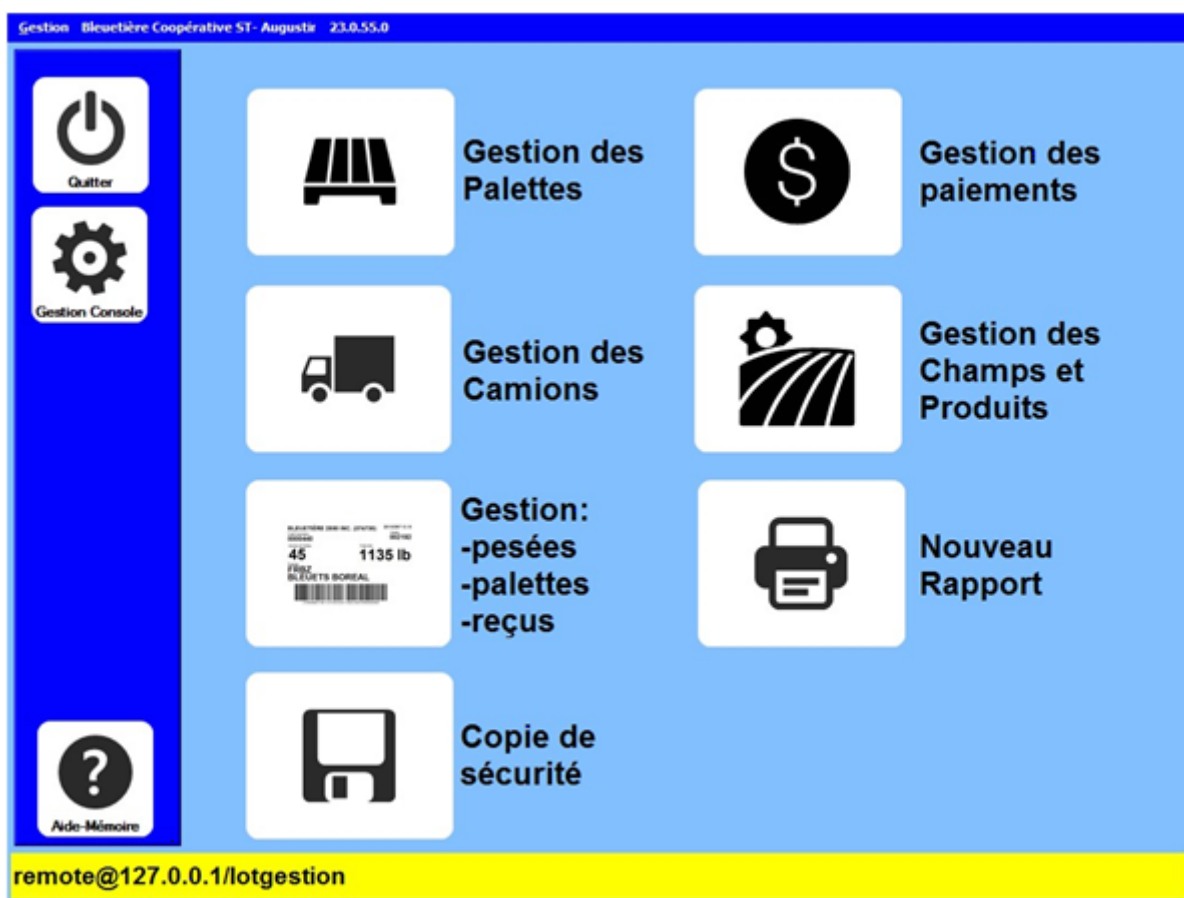 Gestion Bleuetière Coopérative ST- Augustir 23.0.55.0
Quitter
Gestion Console
Gestion des
Palettes
Gestion des
paiements
Gestion des
Camions
Gestion des
Champs et
Produits
45
1135 lb
FRBZ
BLEUETS BOREAL
Gestion:
-pesées
-palettes
-reçus
Nouveau
Rapport
Copie de
sécurité
Aide-Mémoire
remote@127.0.0.1/lotgestion